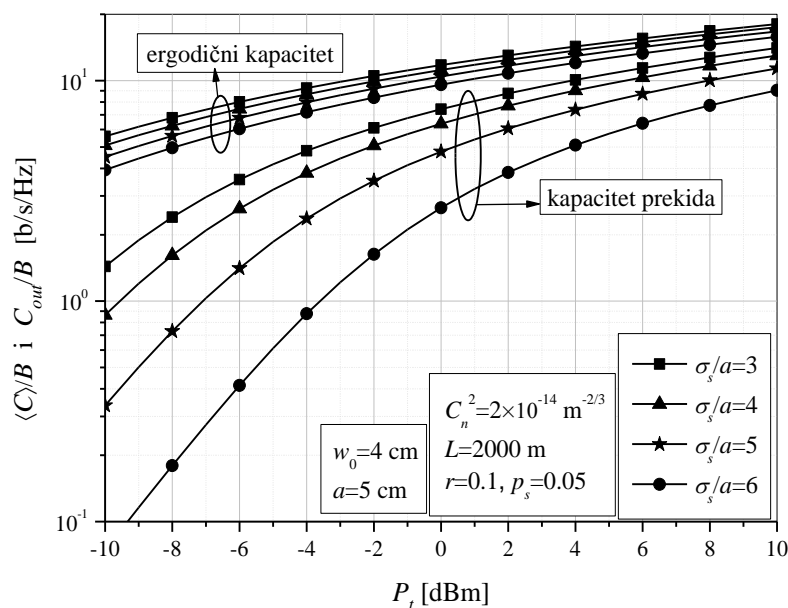 ⟨C⟩/B i C_out/B [b/s/Hz]
10^1
10^0
10^-1
ergodični kapacitet
kapacitet prekida
w_0=4 cm
a=5 cm
C_n^2=2×10^-14 m^-2/3
L=2000 m
r=0.1, p_s=0.05
σ_s/a=3
σ_s/a=4
σ_s/a=5
σ_s/a=6
-10 -8 -6 -4 -2 0 2 4 6 8 10
P_t [dBm]